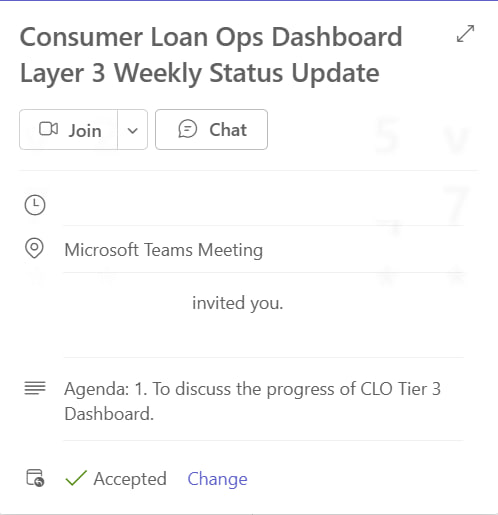 Consumer Loan Ops Dashboard
Layer 3 Weekly Status Update
Join
Chat
Microsoft Teams Meeting
invited you.
Agenda: 1. To discuss the progress of CLO Tier 3
Dashboard.
Accepted Change